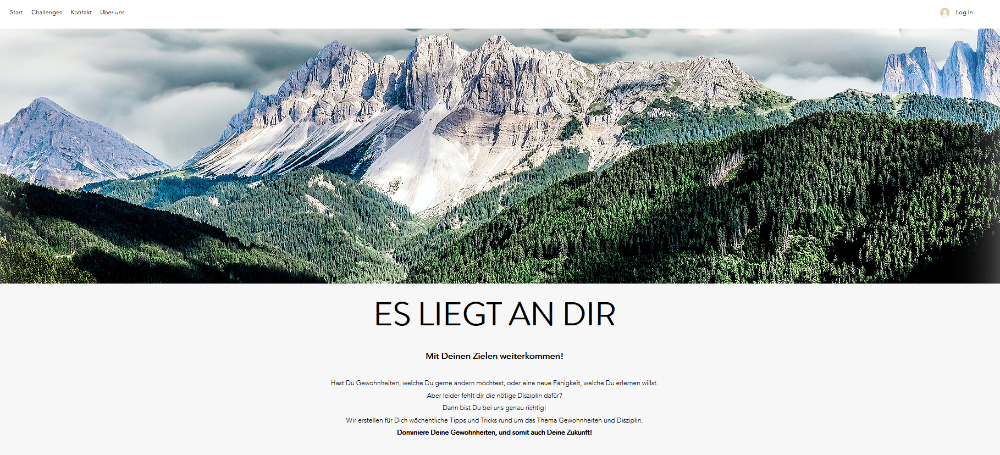 Start Challenges Kontakt Über uns Log In
ES LIEGT AN DIR
Mit Deinen Zielen weiterkommen!
Hast Du Gewohnheiten, welche Du gerne ändern möchtest, oder eine neue Fähigkeit, welche Du erlernen willst.
Aber leider fehlt dir die nötige Disziplin dafür?
Dann bist Du bei uns genau richtig!
Wir erstellen für Dich wöchentliche Tipps und Tricks rund um das Thema Gewohnheiten und Disziplin.
Dominiere Deine Gewohnheiten, und somit auch Deine Zukunft!